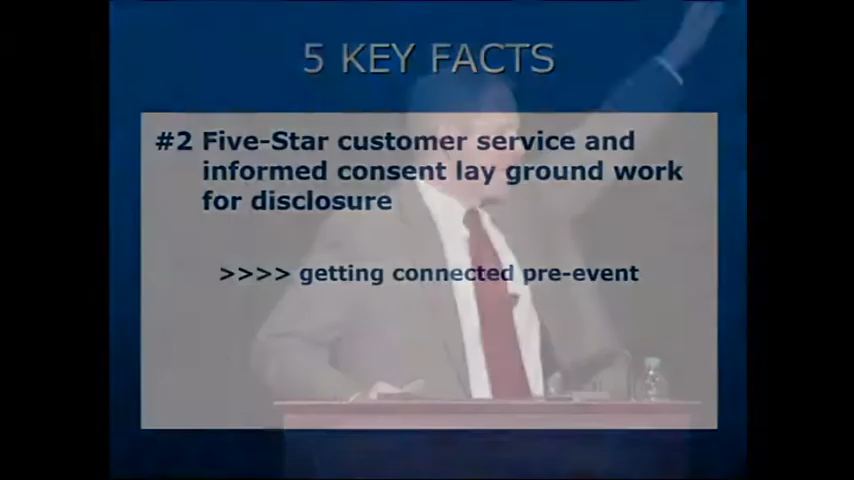 5 KEY FACTS
#2 Five-Star customer service and
informed consent lay ground work
for disclosure
>>>> getting connected pre-event